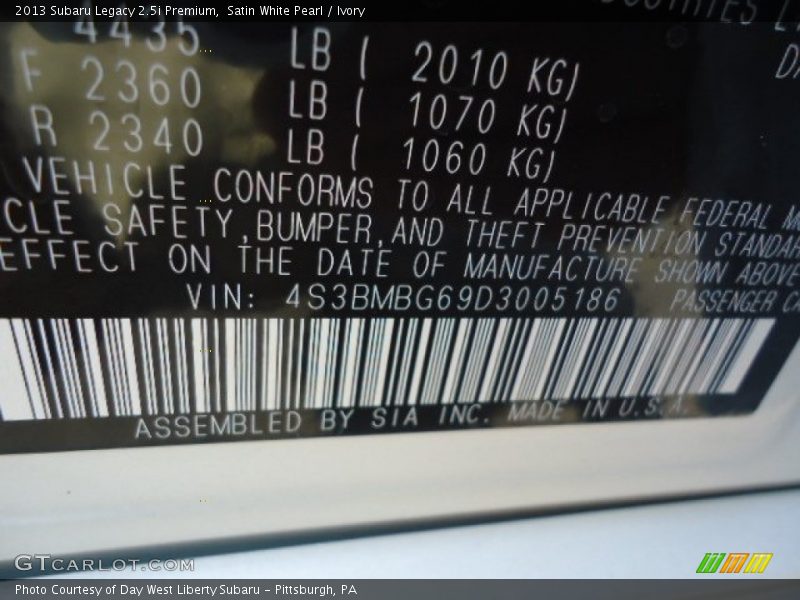 2013 Subaru Legacy 2.5i Premium, Satin White Pearl / Ivory
4435 LB ( 2010 KG)
F 2360 LB ( 1070 KG)
R 2340 LB ( 1060 KG)
VEHICLE CONFORMS TO ALL APPLICABLE FEDERAL
CLE SAFETY, BUMPER, AND THEFT PREVENTION STANDAR
EFFECT ON THE DATE OF MANUFACTURE SHOWN ABOVE
VIN: 4S3BMBG69D3005186 PASSENGER CA
ASSEMBLED BY SIA INC. MADE IN U.S.A.
GTCARLOT.COM
Photo Courtesy of Day West Liberty Subaru - Pittsburgh, PA